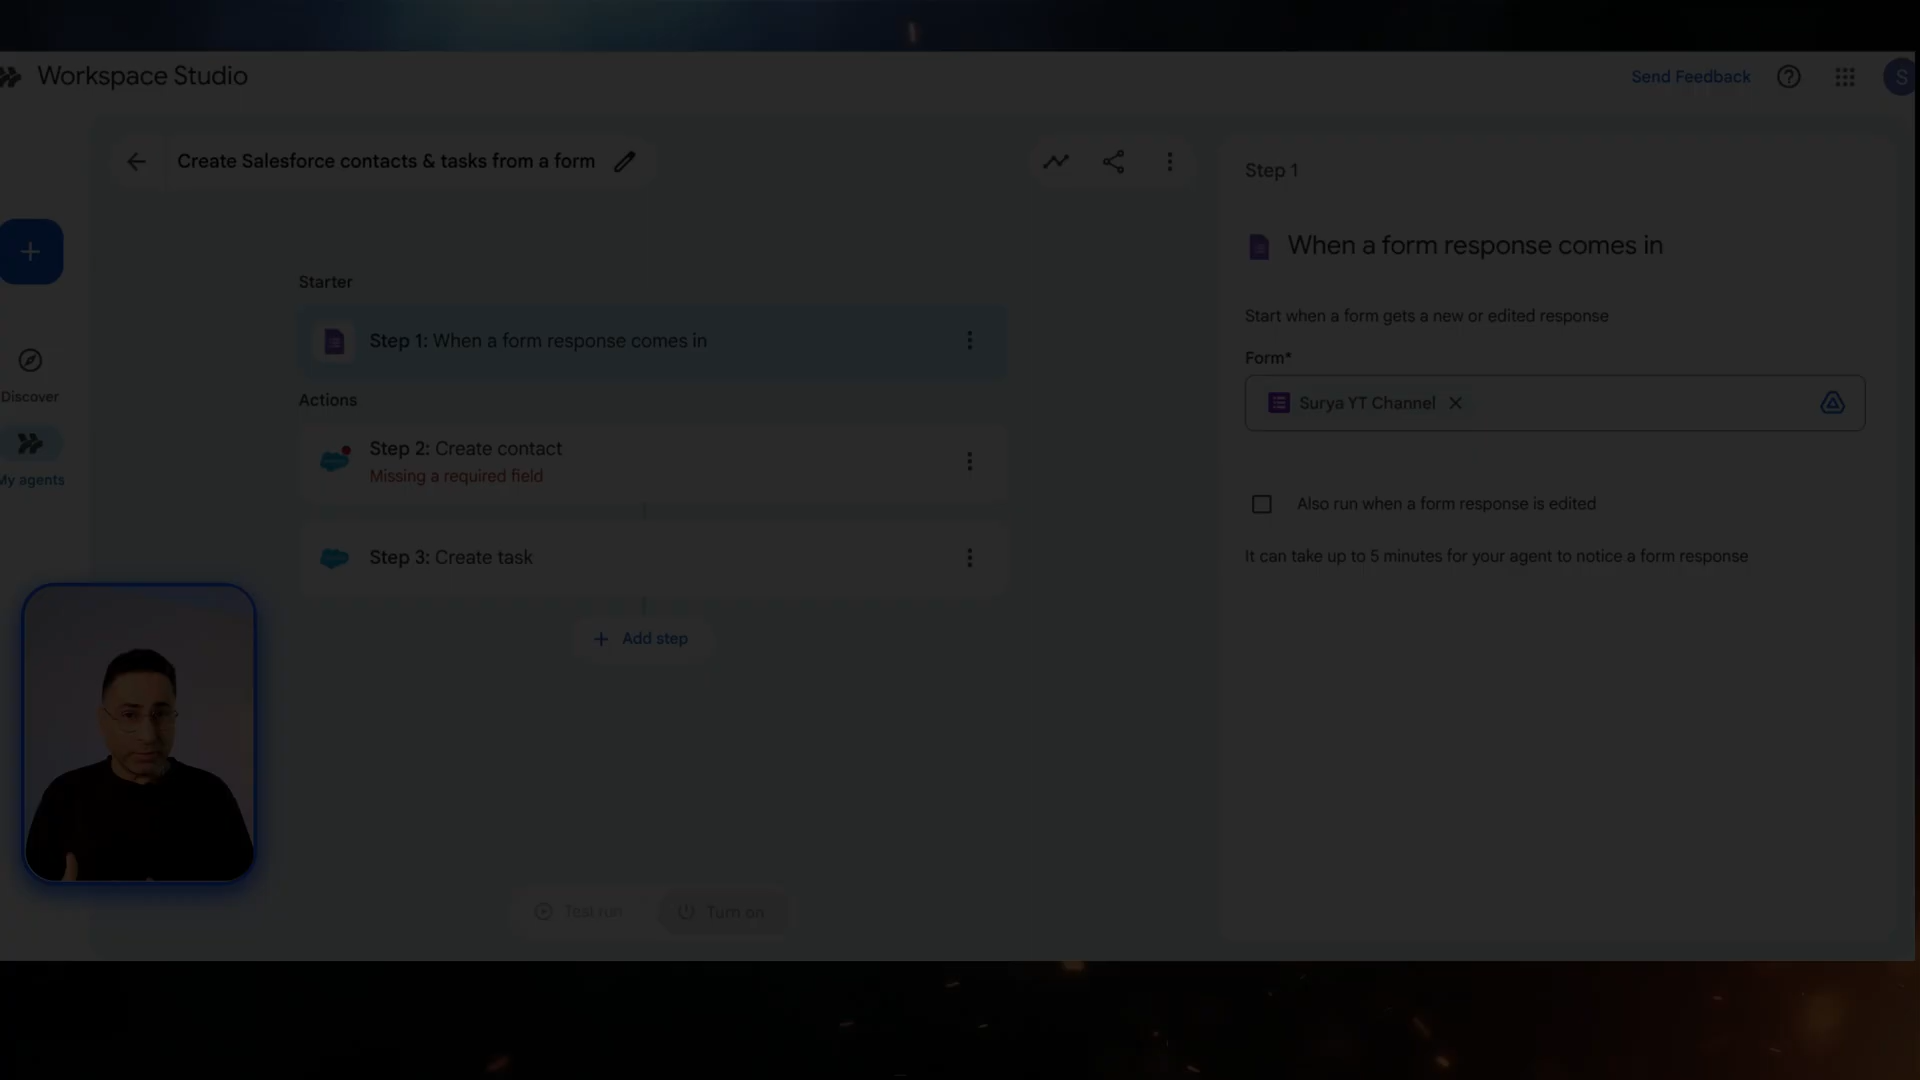 Workspace Studio
Send Feedback
S
Create Salesforce contacts & tasks from a form
Step 1
When a form response comes in
Starter
Start when a form gets a new or edited response
Step 1: When a form response comes in
Form*
Discover
Actions
Surya YT Channel
Step 2: Create contact
Missing a required field
My agents
Also run when a form response is edited
Step 3: Create task
It can take up to 5 minutes for your agent to notice a form response
Add step
Test run
Turn on